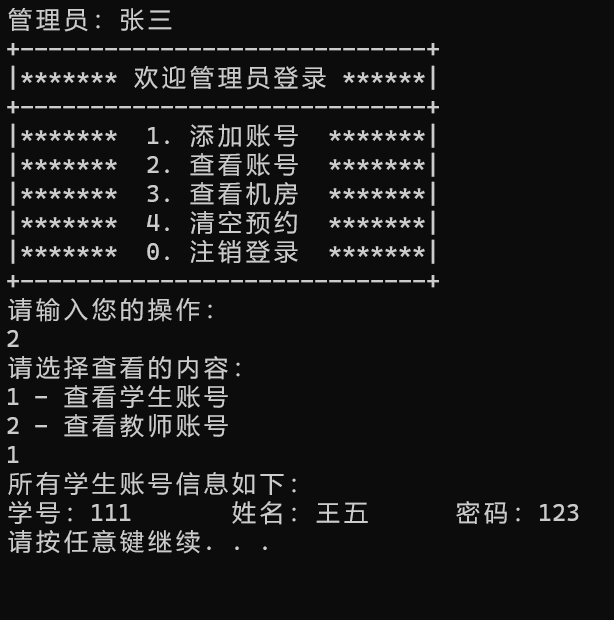 管理员: 张三
+----------------------------+
|******* 欢迎管理员登录 ******|
+----------------------------+
|*******  1. 添加账号  *******|
|*******  2. 查看账号  *******|
|*******  3. 查看机房  *******|
|*******  4. 清空预约  *******|
|*******  0. 注销登录  *******|
+----------------------------+
请输入您的操作:
2
请选择查看的内容:
1 - 查看学生账号
2 - 查看教师账号
1
所有学生账号信息如下:
学号: 111       姓名: 王五      密码: 123
请按任意键继续. . .